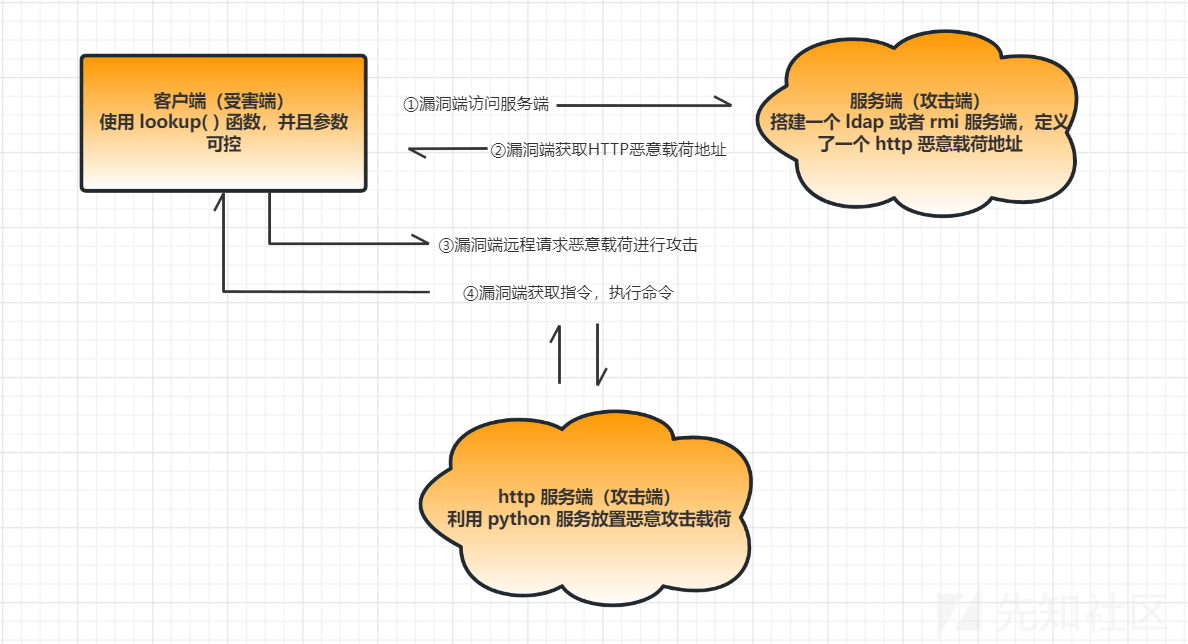 客户端（受害端）
使用 lookup( ) 函数，并且参数
可控
①漏洞端访问服务端
②漏洞端获取HTTP恶意载荷地址
服务端（攻击端）
搭建一个 ldap 或者 rmi 服务端，定义
了一个 http 恶意载荷地址
③漏洞端远程请求恶意载荷进行攻击
④漏洞端获取指令，执行命令
http 服务端（攻击端）
利用 python 服务放置恶意攻击载荷
先知社区